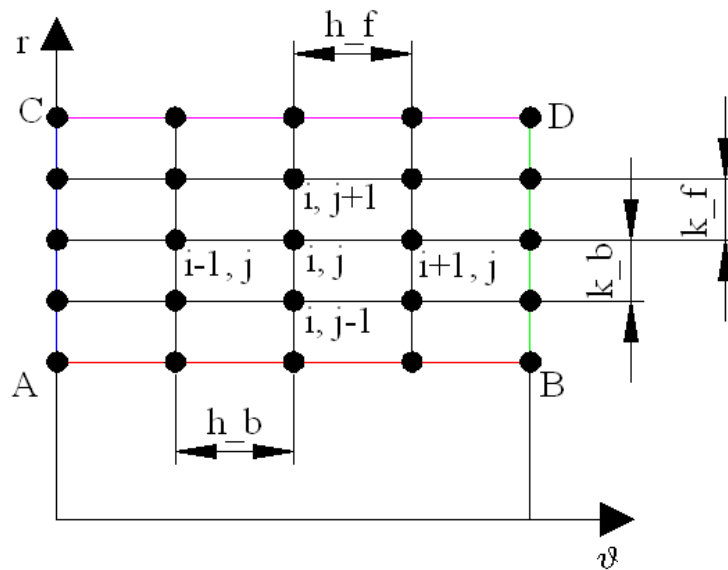 h_f
r
C
D
i, j+1
k_f
i-1, j
i, j
i+1, j
k_b
i, j-1
A
B
h_b
ϑ